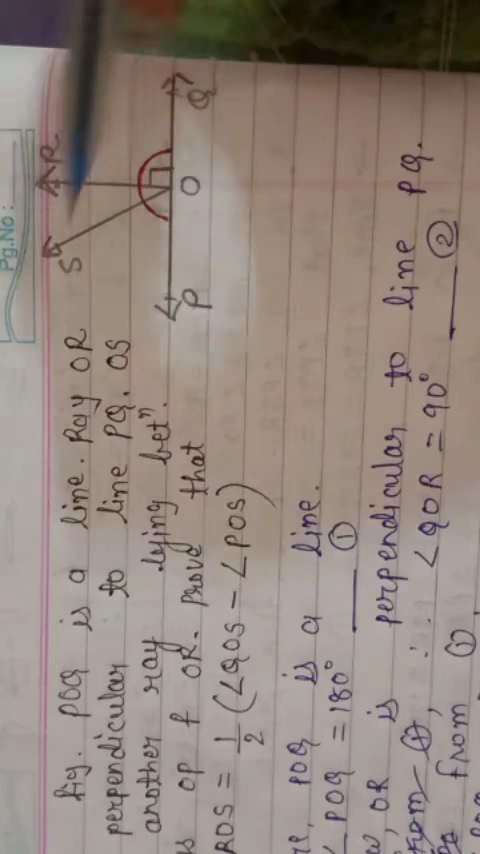 Pg.No:
R
S
Q
O
P
fig. POQ is a line. Ray OR
perpendicular to line PQ. OS
another ray lying betⁿ.
OP & OR. prove that
ROS = 1/2 (∠QOS - ∠POS)
POQ is a line.
POQ = 180° ①
OR is perpendicular to line PQ.
∴ ∠QOR = 90° ②
from ①